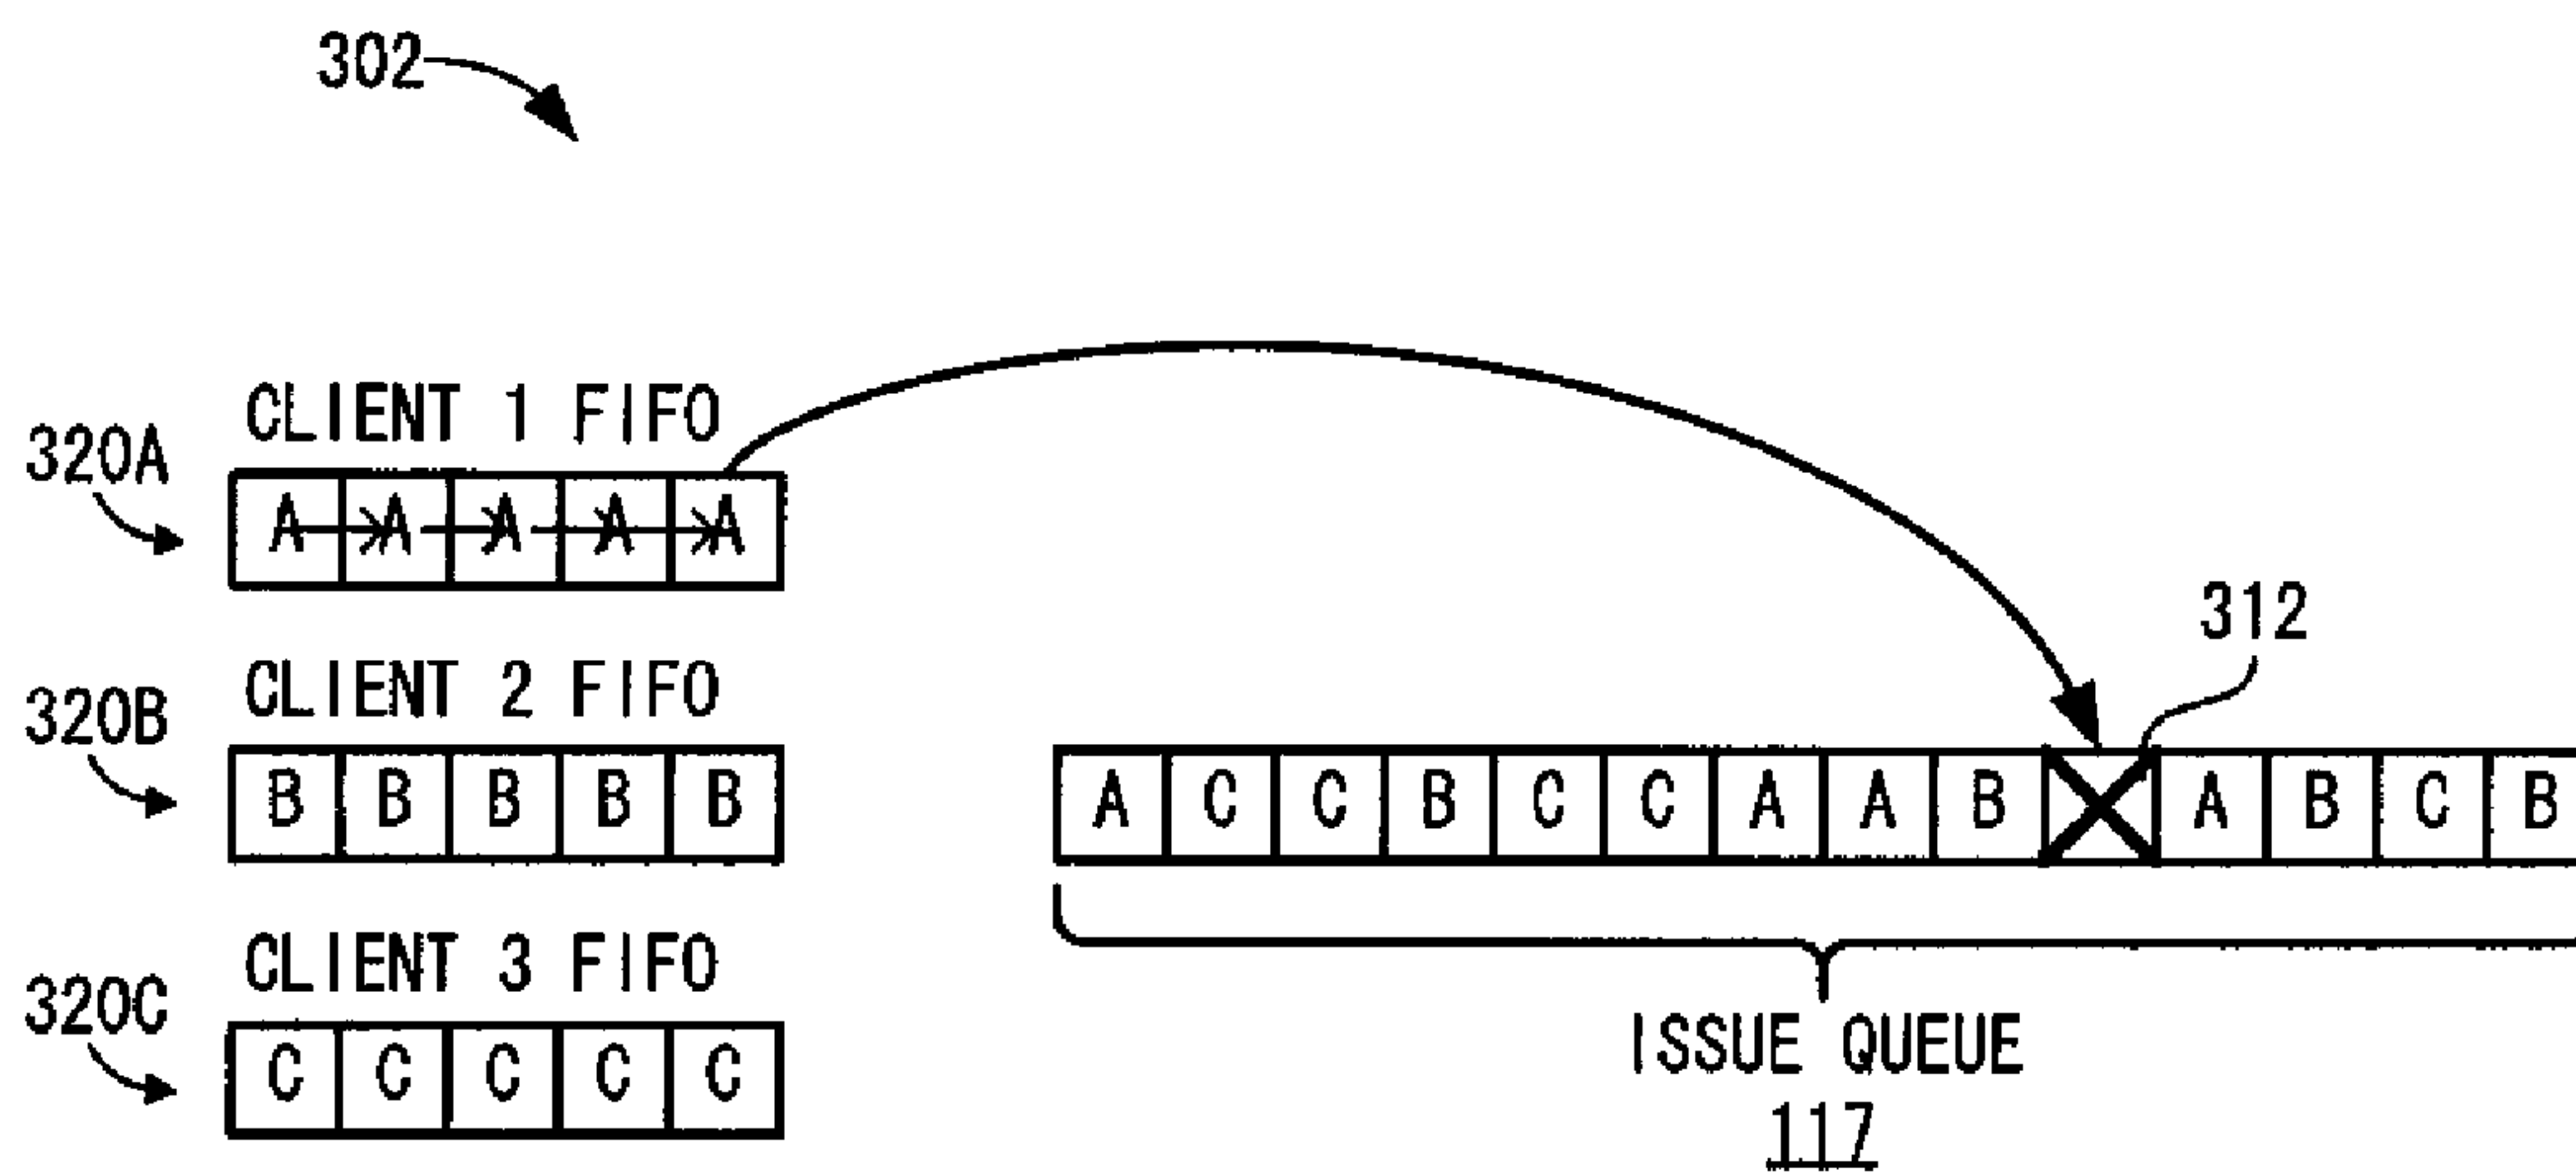 302
CLIENT 1 FIFO
320A
A A A A A
312
CLIENT 2 FIFO
320B
B B B B B
A C C B C C A A B A B C B
CLIENT 3 FIFO
320C
C C C C C
ISSUE QUEUE
117